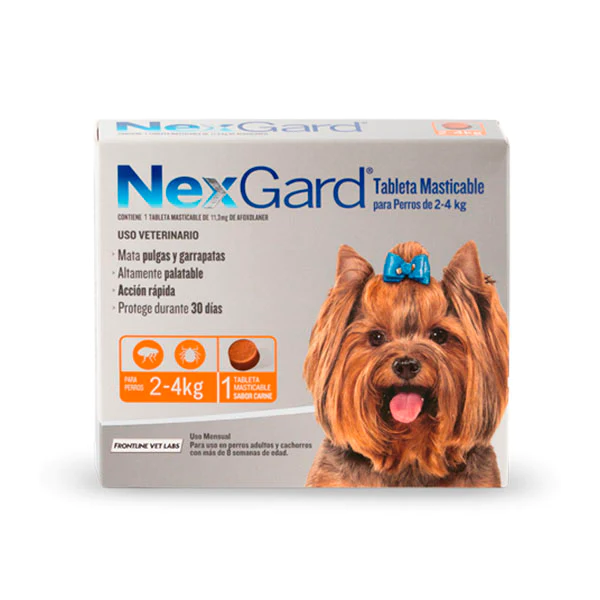 NexGard
2-4kg
NexGard® Tableta Masticable
para Perros de 2-4 kg
CONTIENE 1 TABLETA MASTICABLE DE 11,3mg DE AFOXOLANER
USO VETERINARIO
• Mata pulgas y garrapatas
• Altamente palatable
• Acción rápida
• Protege durante 30 días
PARA PERROS 2-4kg
1 TABLETA MASTICABLE SABOR CARNE
FRONTLINE VET LABS
Uso Mensual
Para uso en perros adultos y cachorros
con más de 8 semanas de edad.